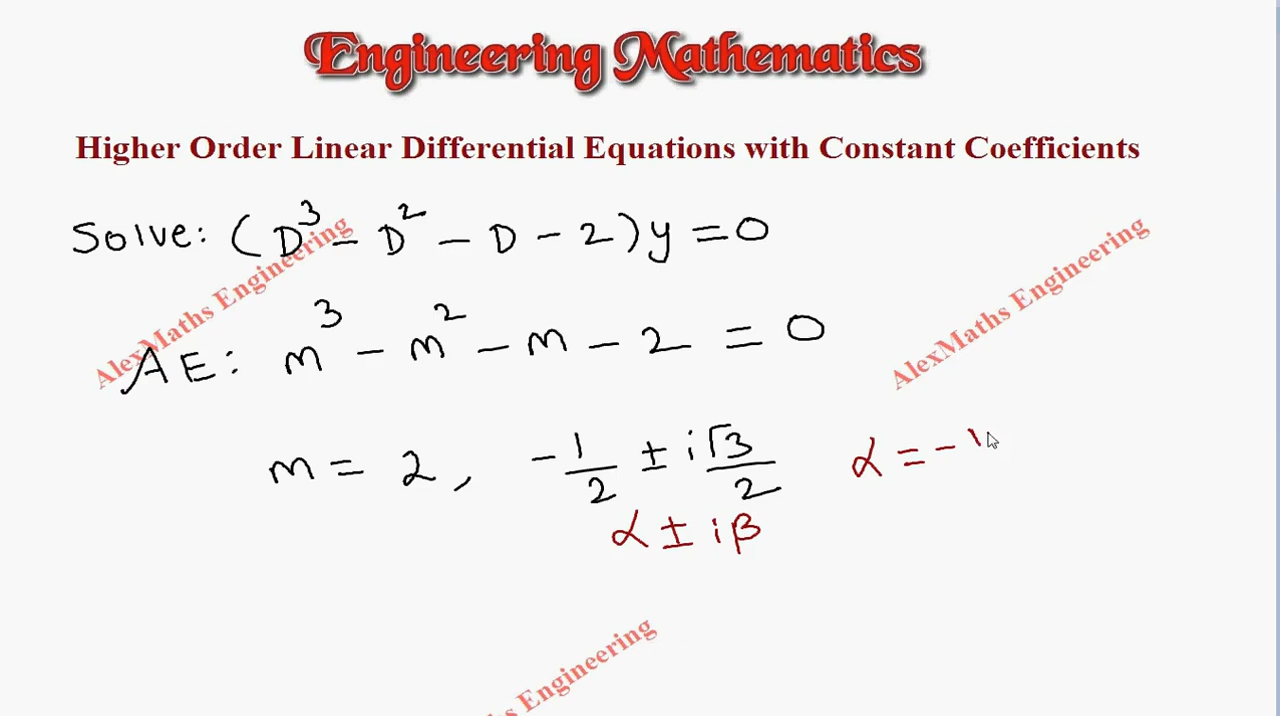 Engineering Mathematics
Higher Order Linear Differential Equations with Constant Coefficients
Solve: (D³ - D² - D - 2)y = 0
AlexMaths Engineering
AE: m³ - m² - m - 2 = 0
AlexMaths Engineering
m = 2, -1/2 ± i√3/2
α = -1
α ± iβ
Engineering